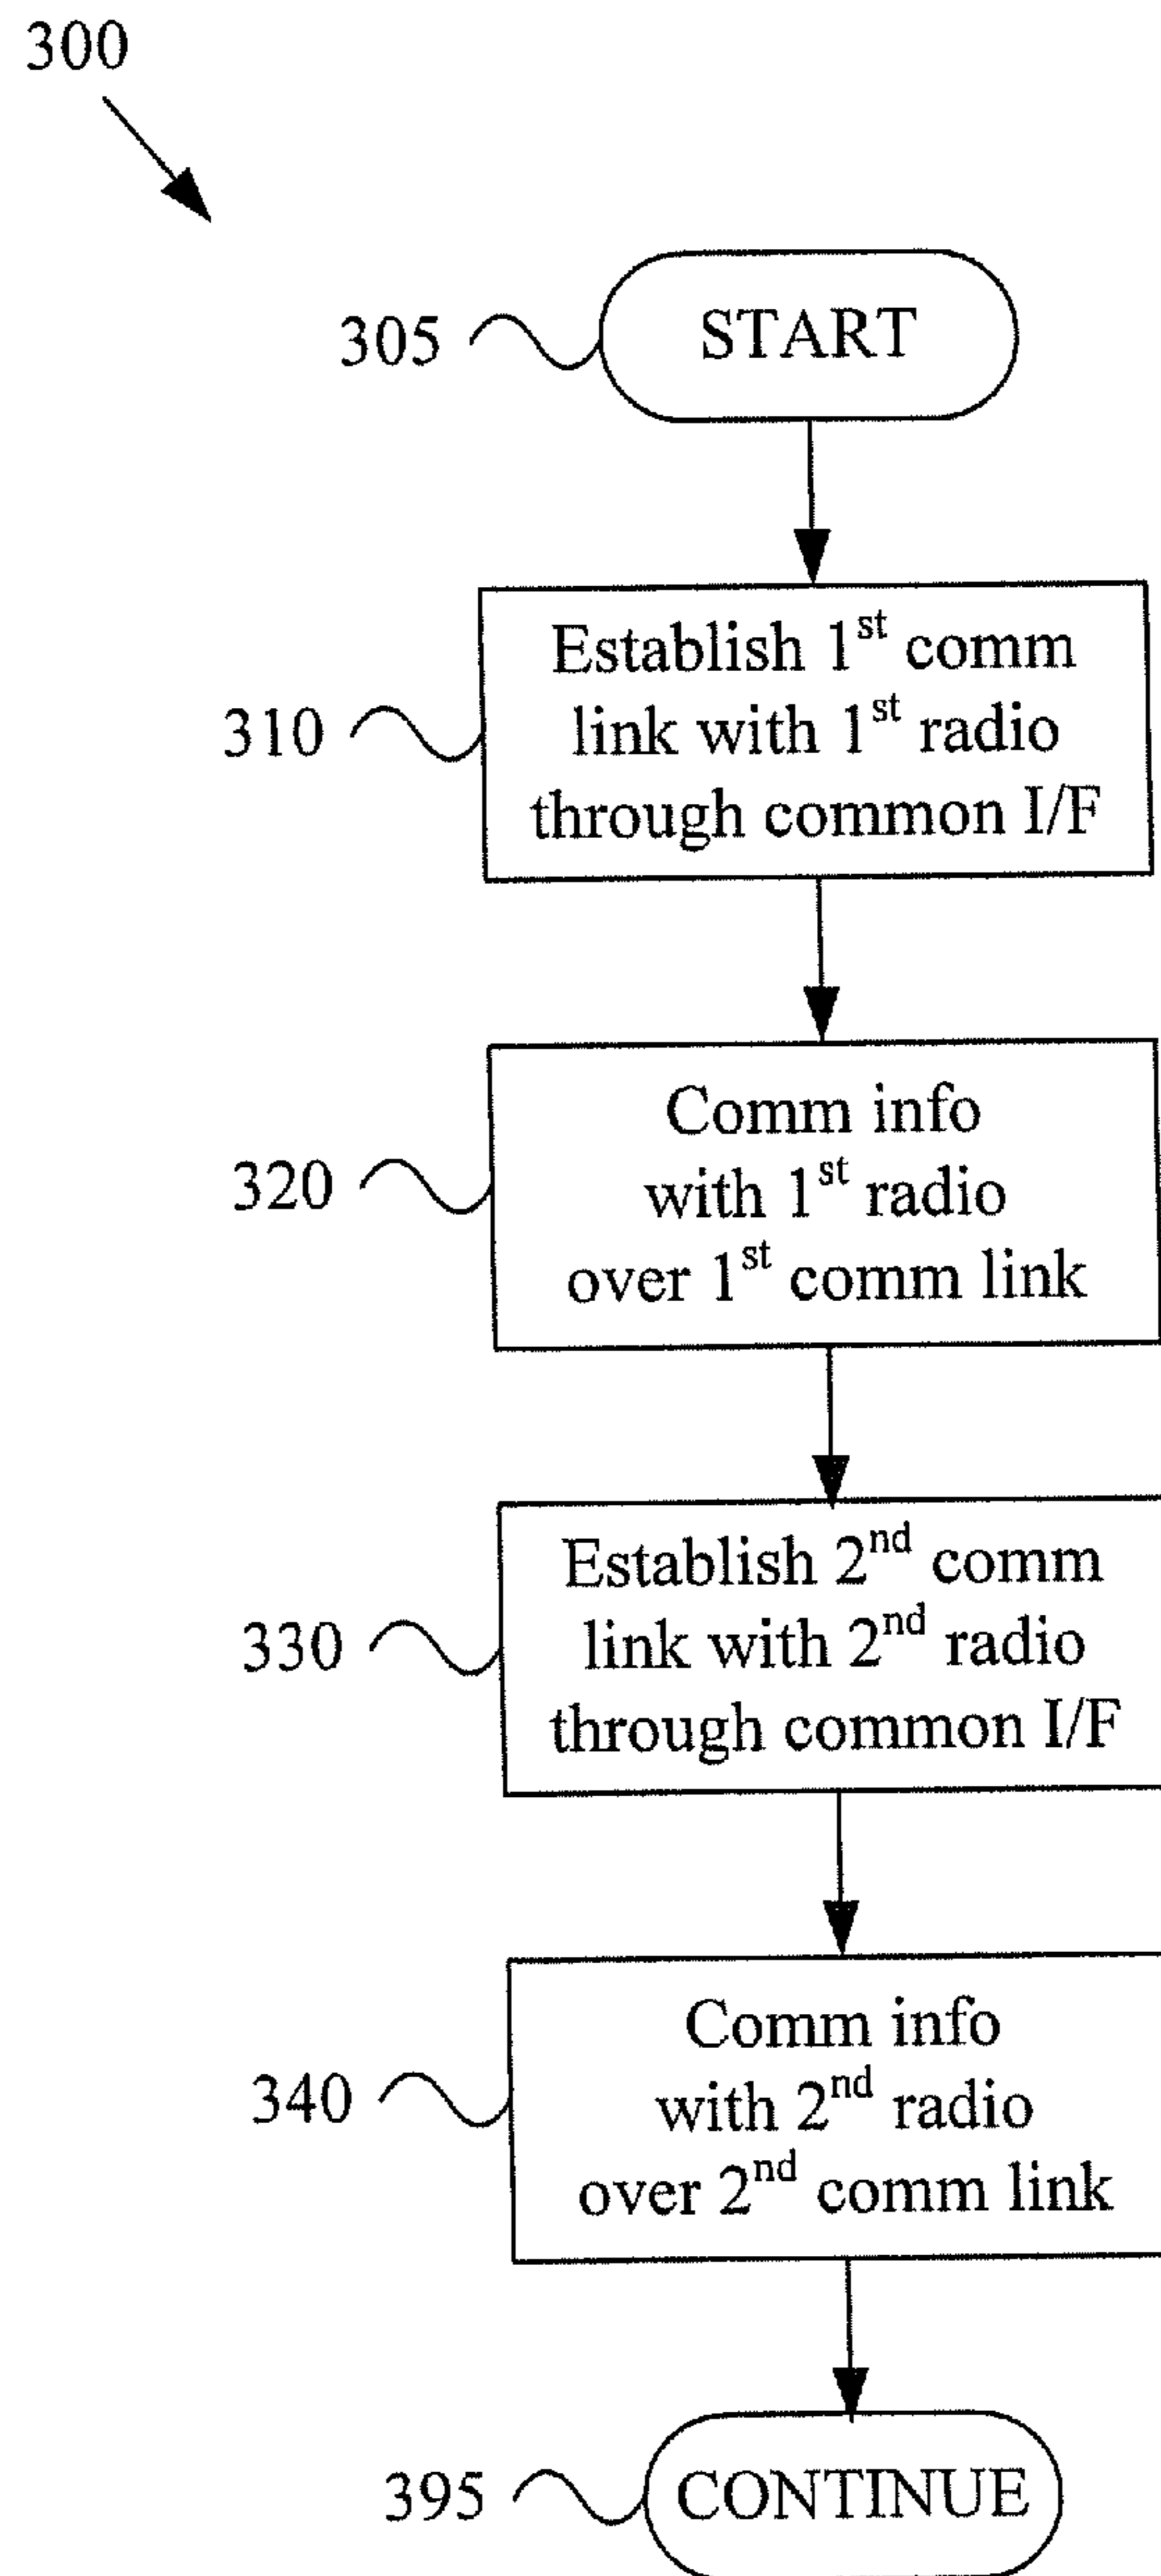 300
305
START
310
Establish 1st comm
link with 1st radio
through common I/F
320
Comm info
with 1st radio
over 1st comm link
330
Establish 2nd comm
link with 2nd radio
through common I/F
340
Comm info
with 2nd radio
over 2nd comm link
395
CONTINUE